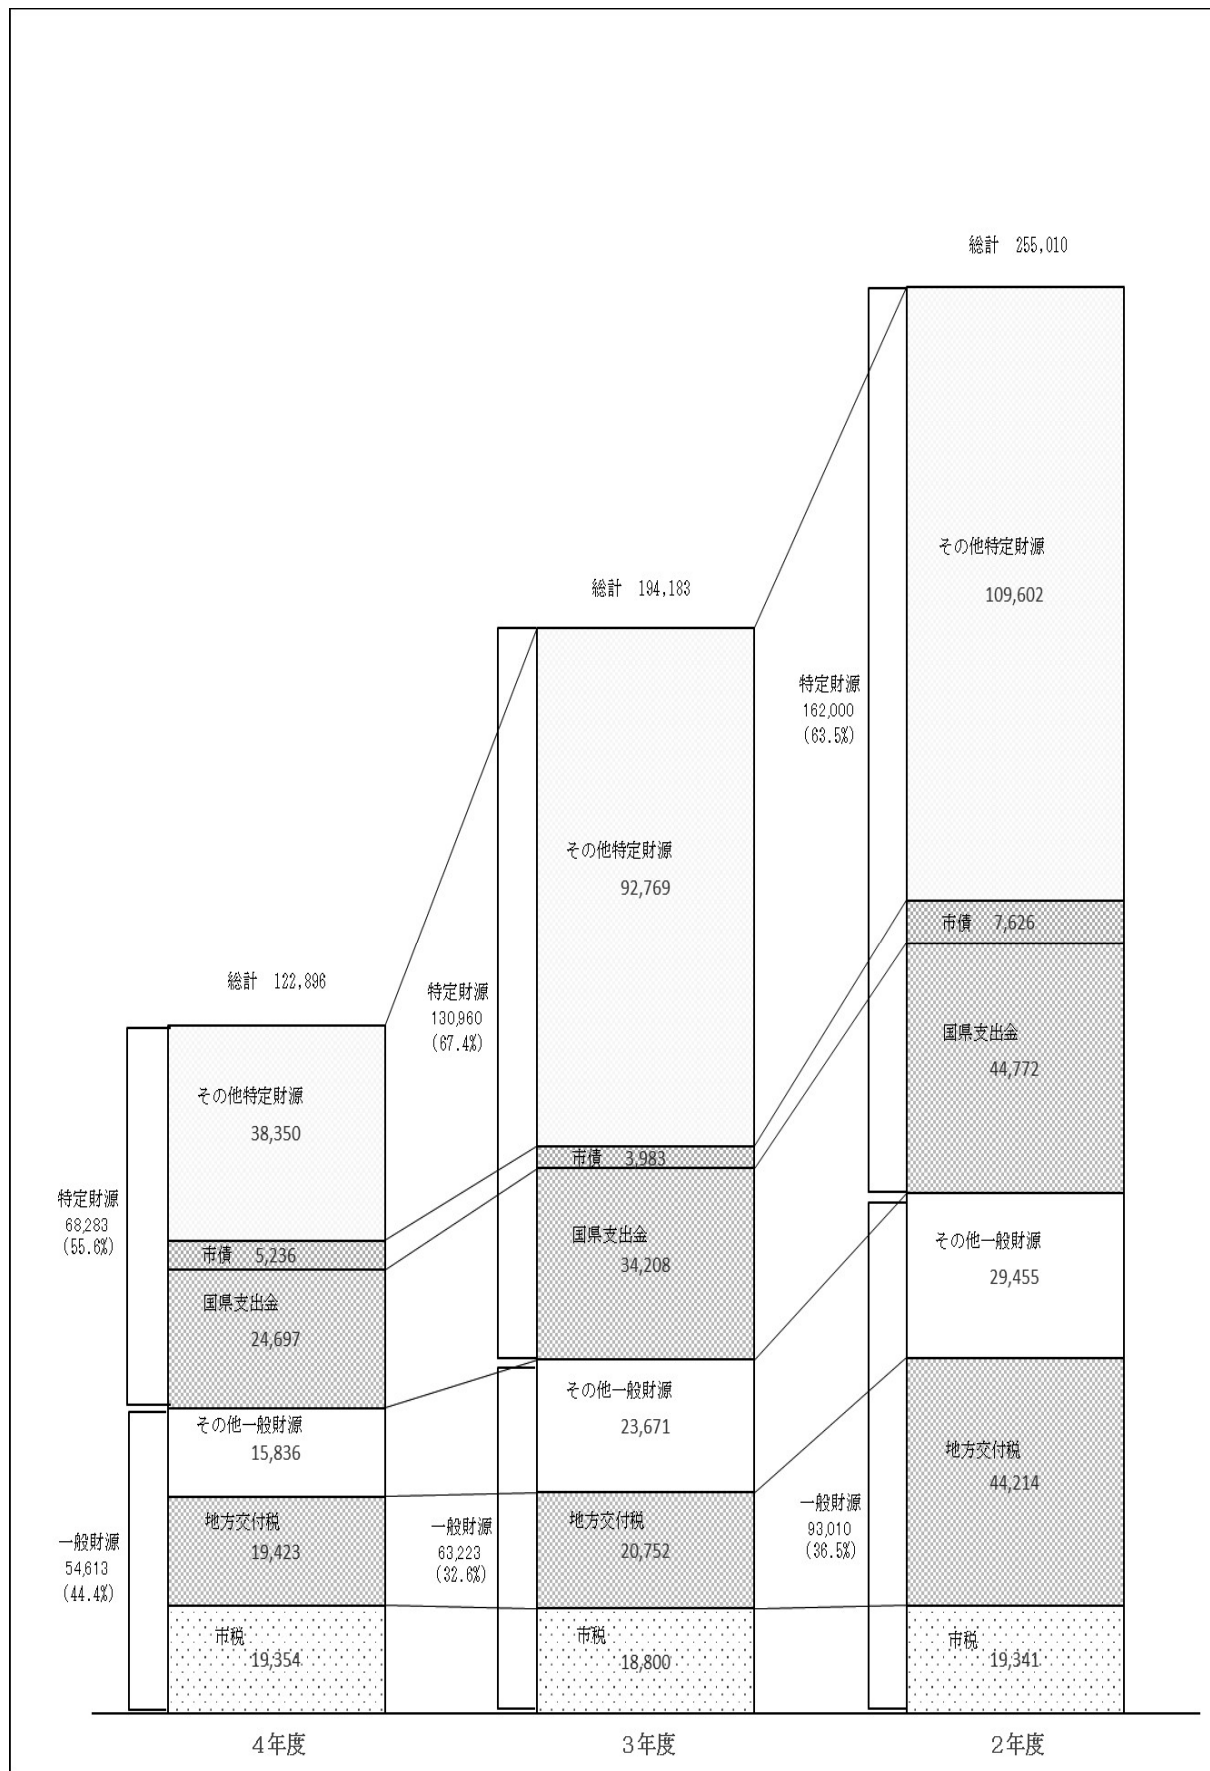 総計　255,010
その他特定財源
109,602
特定財源
162,000
(63.5%)
市債　7,626
国県支出金
44,772
その他一般財源
29,455
地方交付税
44,214
一般財源
93,010
(36.5%)
市税
19,341
総計　194,183
その他特定財源
92,769
特定財源
130,960
(67.4%)
市債　3,983
国県支出金
34,208
その他一般財源
23,671
地方交付税
20,752
一般財源
63,223
(32.6%)
市税
18,800
総計　122,896
その他特定財源
38,350
特定財源
68,283
(55.6%)
市債　5,236
国県支出金
24,697
その他一般財源
15,836
地方交付税
19,423
一般財源
54,613
(44.4%)
市税
19,354
４年度
３年度
２年度